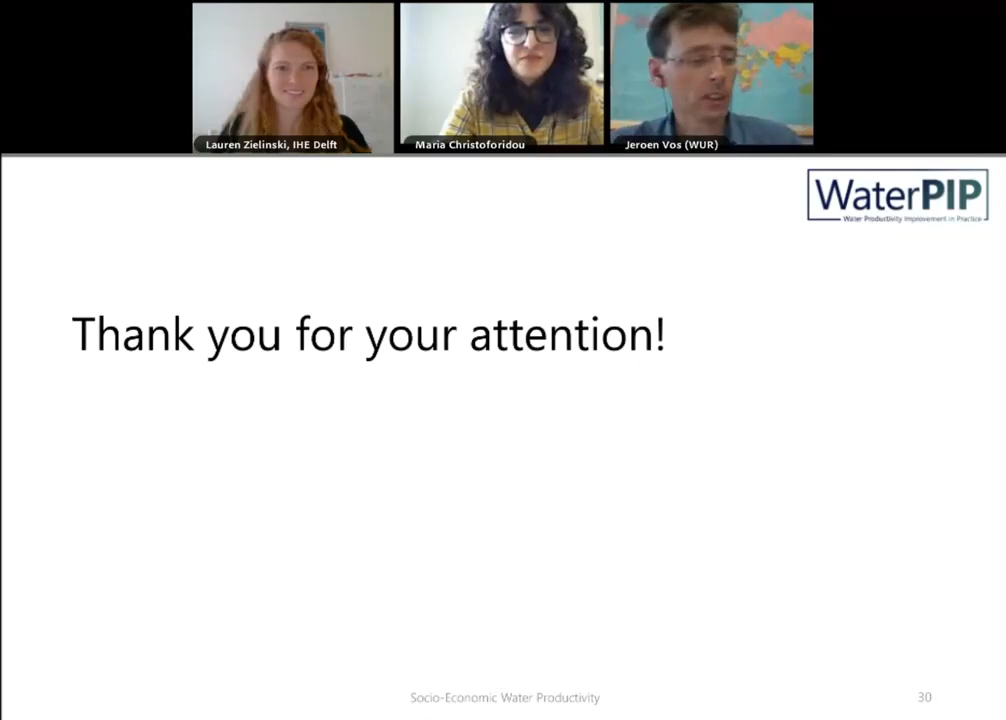 Lauren Zielinski, IHE Delft
Maria Christoforidou
Jeroen Vos (WUR)
WaterPIP
Water Productivity Improvement in Practice
Thank you for your attention!
Socio-Economic Water Productivity
30